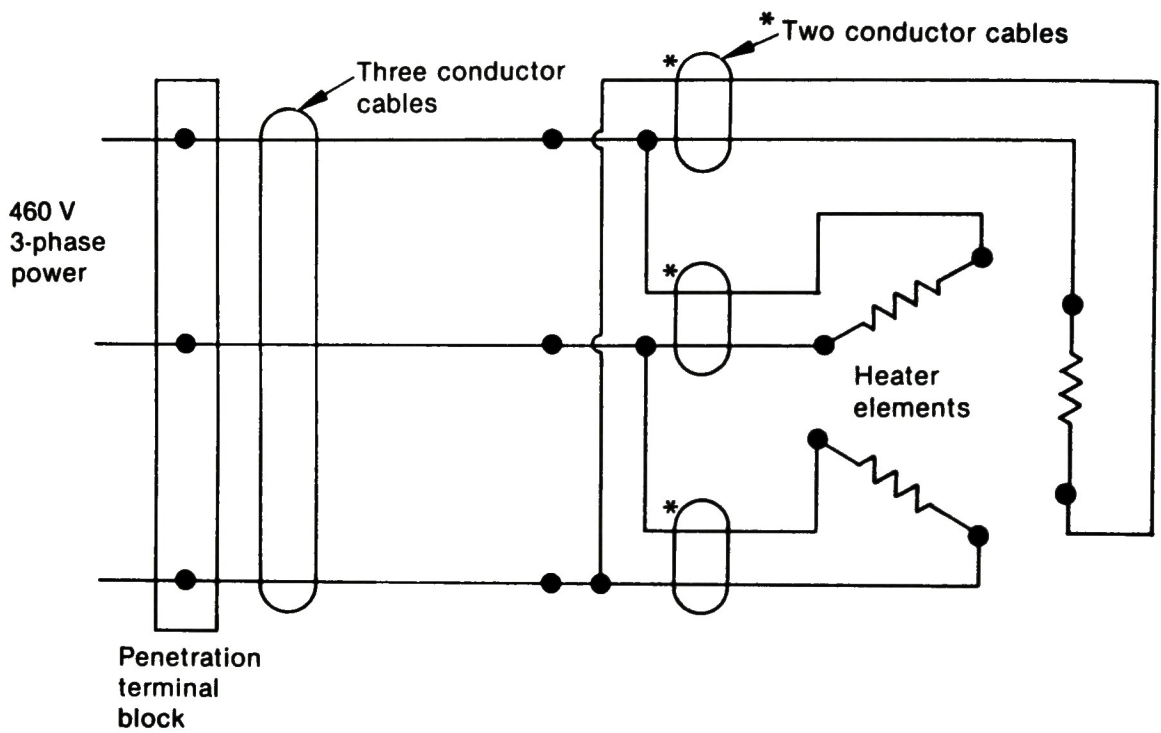 * Two conductor cables
*
Three conductor
cables
460 V
3-phase
power
*
Heater
elements
*
Penetration
terminal
block